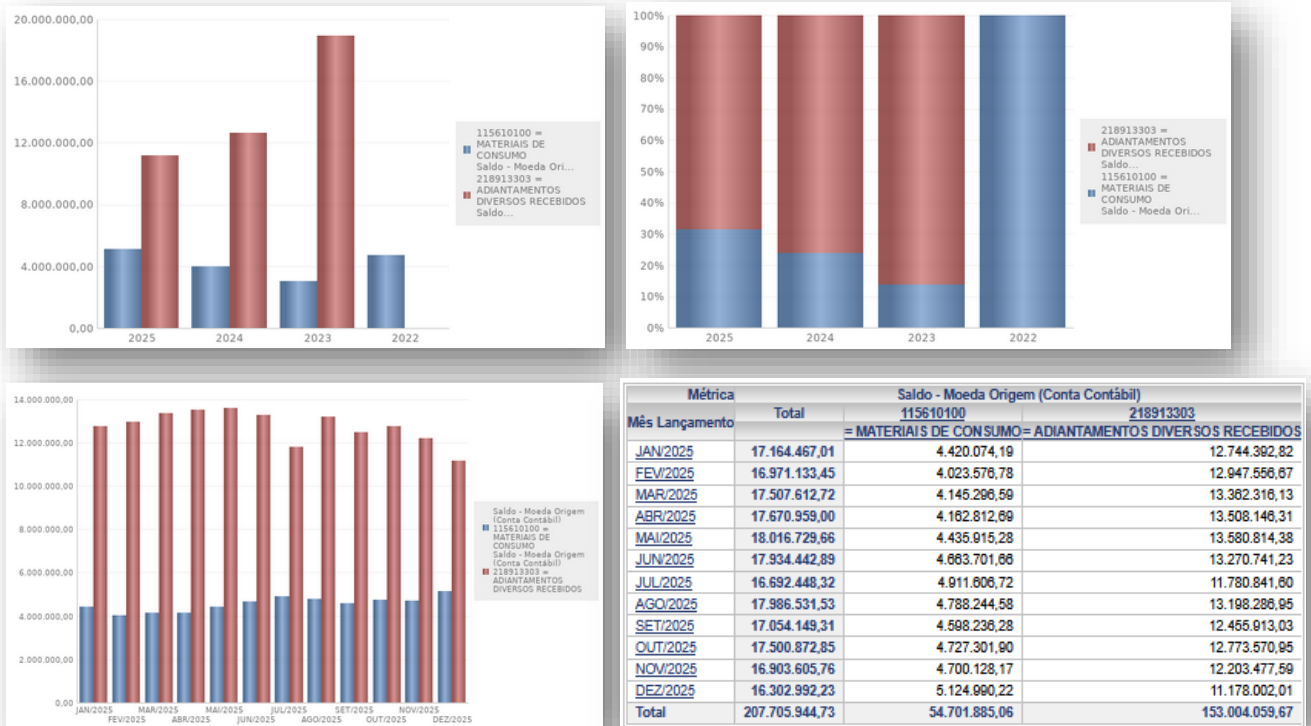 20.000.000,00
16.000.000,00
12.000.000,00
8.000.000,00
4.000.000,00
0,00
2025 2024 2023 2022
115610100 =
MATERIAIS DE
CONSUMO
Saldo - Moeda Ori...
218913303 =
ADIANTAMENTOS
DIVERSOS RECEBIDOS
Saldo...
100%
90%
80%
70%
60%
50%
40%
30%
20%
10%
0%
2025 2024 2023 2022
218913303 =
ADIANTAMENTOS
DIVERSOS RECEBIDOS
Saldo...
115610100 =
MATERIAIS DE
CONSUMO
Saldo - Moeda Ori...
14.000.000,00
12.000.000,00
10.000.000,00
8.000.000,00
6.000.000,00
4.000.000,00
2.000.000,00
0,00
JAN/2025 MAR/2025 MAI/2025 JUL/2025 SET/2025 NOV/2025
FEV/2025 ABR/2025 JUN/2025 AGO/2025 OUT/2025 DEZ/2025
Saldo - Moeda Origem
(Conta Contábil)
115610100 =
MATERIAIS DE
CONSUMO
Saldo - Moeda Origem
(Conta Contábil)
218913303 =
ADIANTAMENTOS
DIVERSOS RECEBIDOS
Métrica Saldo - Moeda Origem (Conta Contábil)
Mês Lançamento Total 115610100 218913303
= MATERIAIS DE CONSUMO = ADIANTAMENTOS DIVERSOS RECEBIDOS
JAN/2025 17.164.467,01 4.420.074,19 12.744.392,82
FEV/2025 16.971.133,45 4.023.576,78 12.947.556,67
MAR/2025 17.507.612,72 4.145.296,59 13.362.316,13
ABR/2025 17.670.959,00 4.162.812,69 13.508.146,31
MAI/2025 18.016.729,66 4.435.915,28 13.580.814,38
JUN/2025 17.934.442,89 4.663.701,66 13.270.741,23
JUL/2025 16.692.448,32 4.911.606,72 11.780.841,60
AGO/2025 17.986.531,53 4.788.244,58 13.198.286,95
SET/2025 17.054.149,31 4.598.236,28 12.455.913,03
OUT/2025 17.500.872,85 4.727.301,90 12.773.570,95
NOV/2025 16.903.605,76 4.700.128,17 12.203.477,59
DEZ/2025 16.302.992,23 5.124.990,22 11.178.002,01
Total 207.705.944,73 54.701.885,06 153.004.059,67